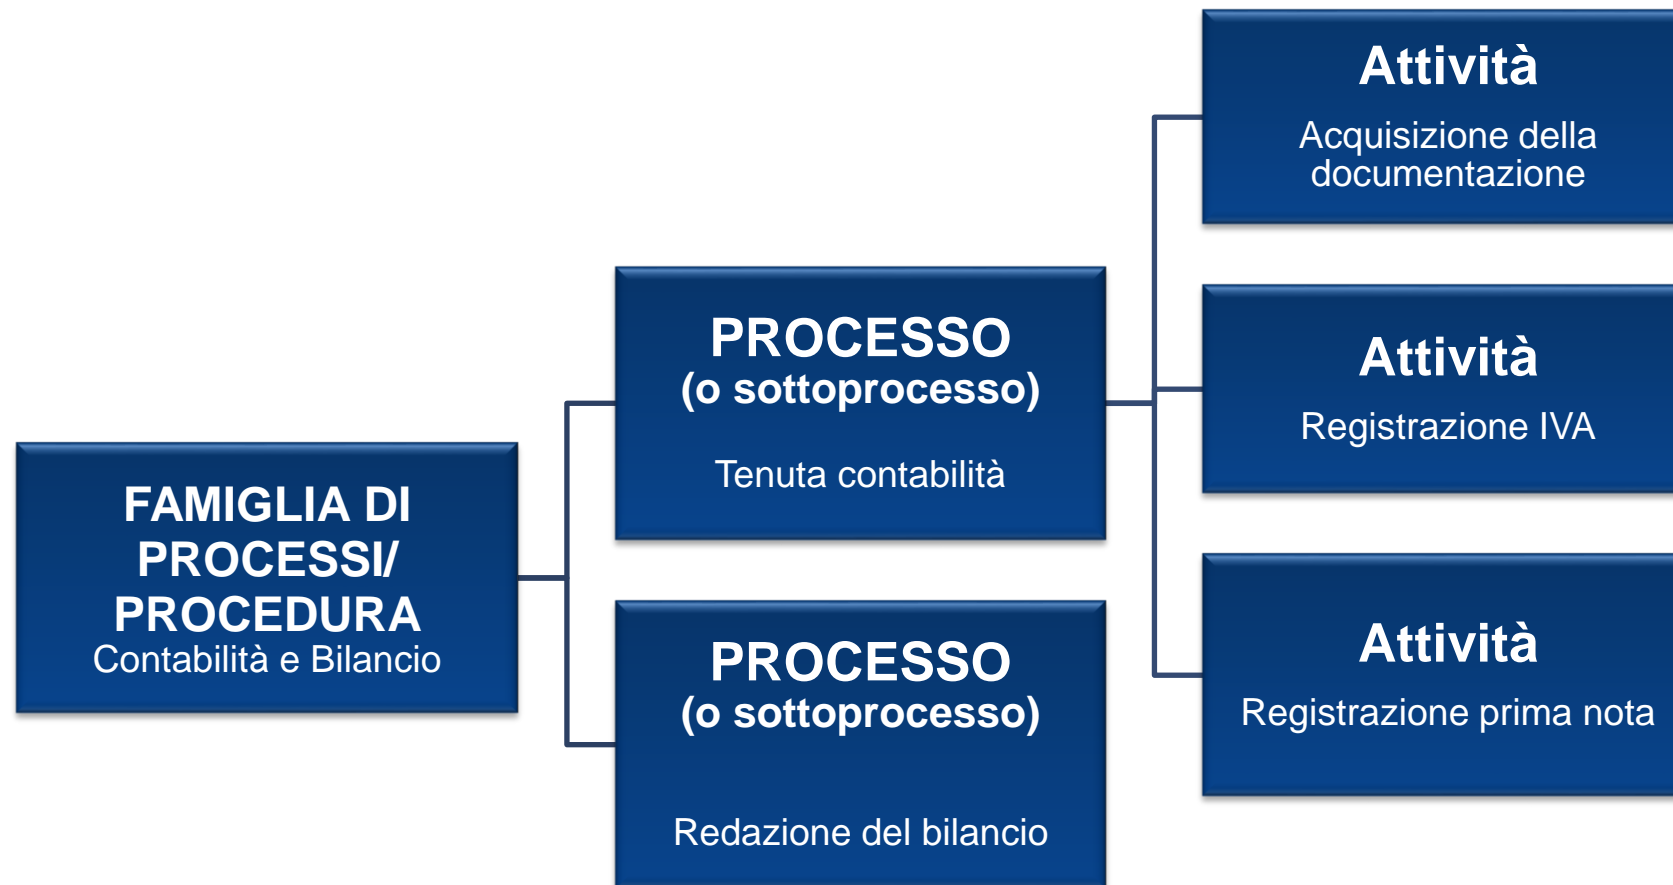 FAMIGLIA DI
PROCESSI/
PROCEDURA
Contabilità e Bilancio
PROCESSO
(o sottoprocesso)
Tenuta contabilità
PROCESSO
(o sottoprocesso)
Redazione del bilancio
Attività
Acquisizione della
documentazione
Attività
Registrazione IVA
Attività
Registrazione prima nota